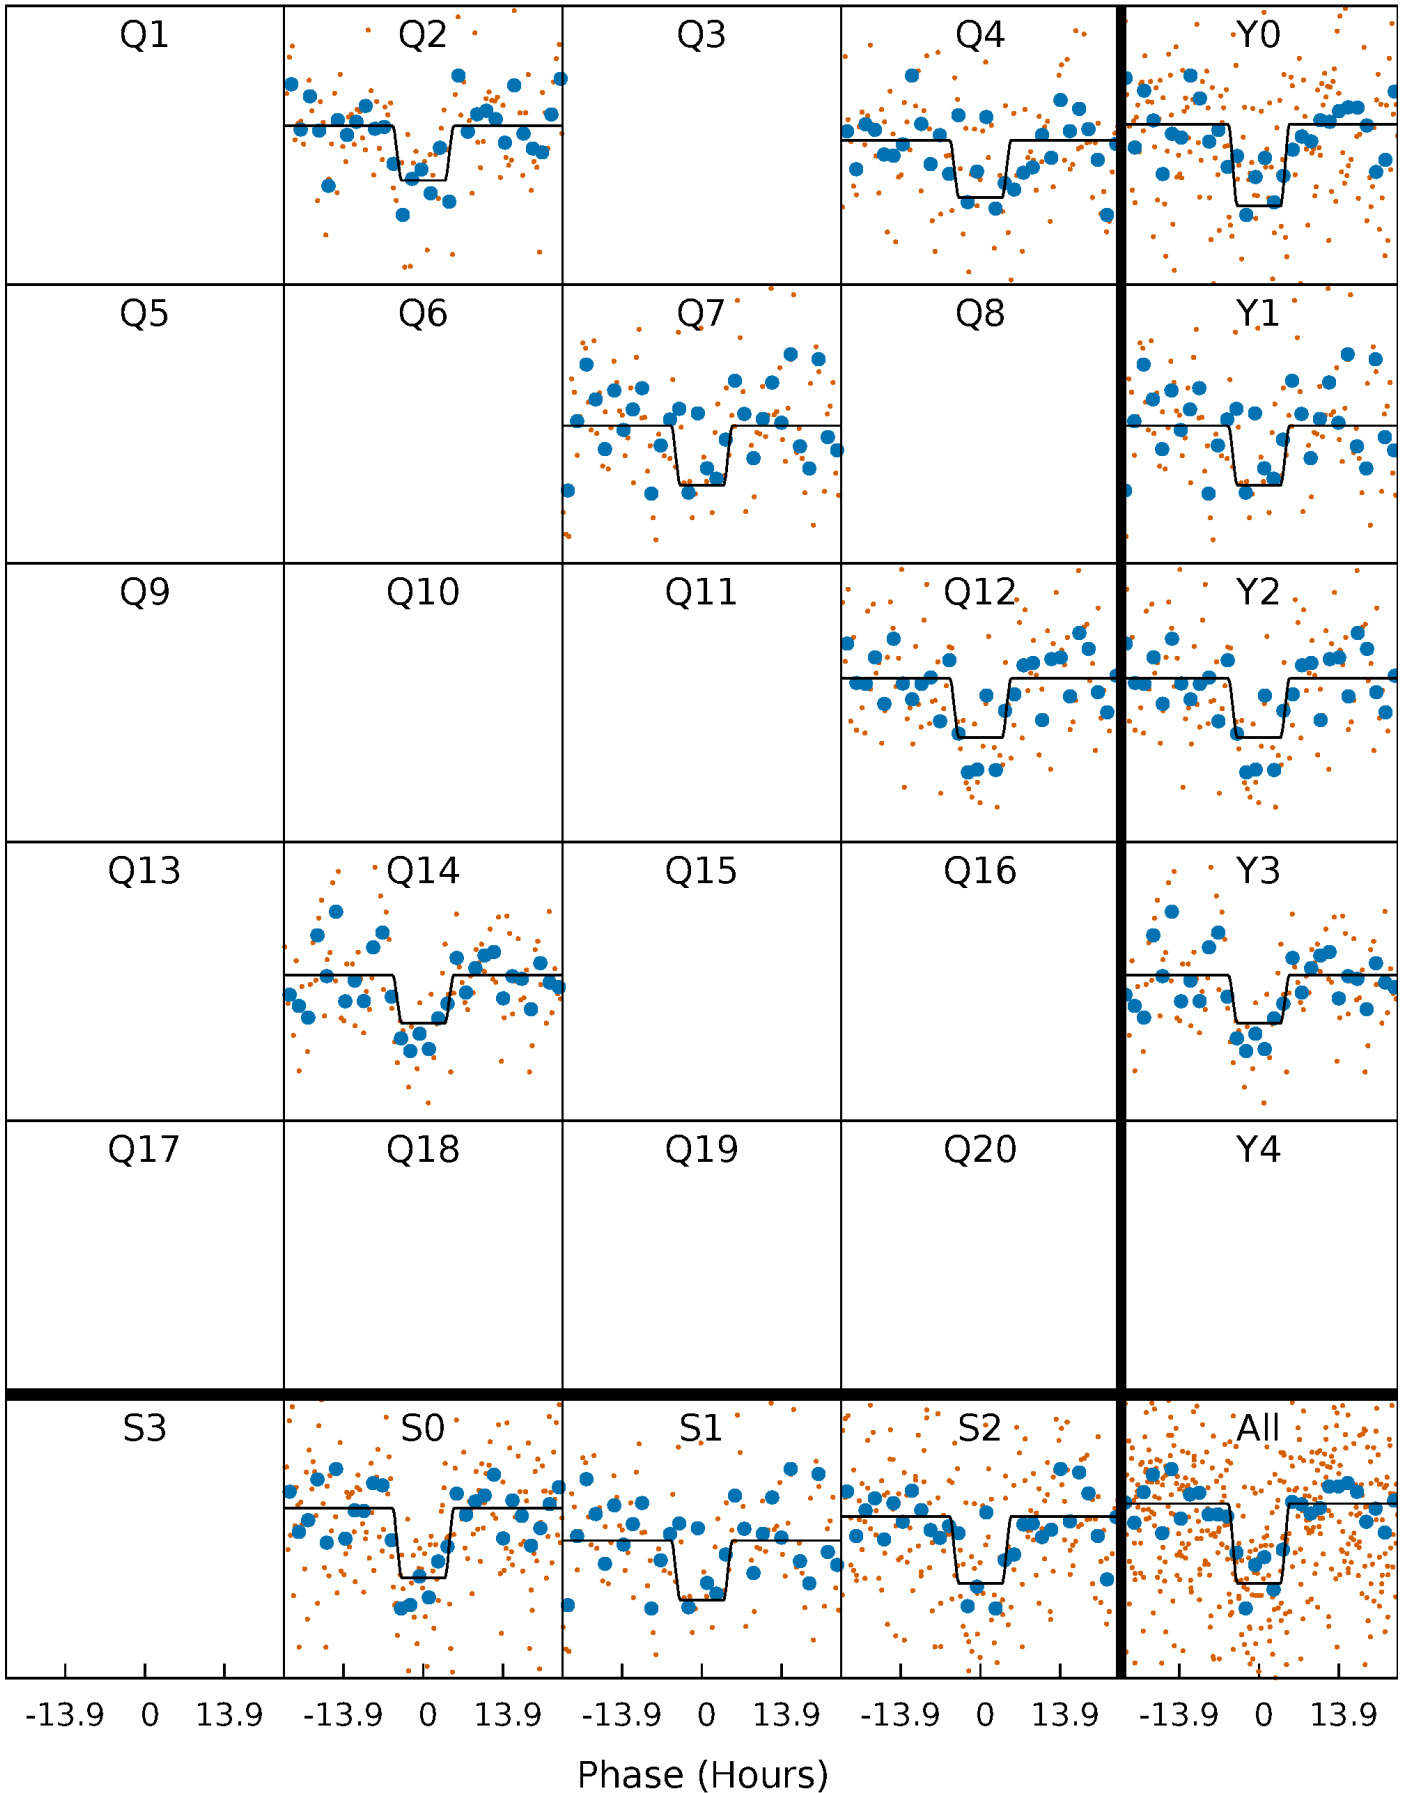 Q1 Q2 Q3 Q4 Y0
Q5 Q6 Q7 Q8 Y1
Q9 Q10 Q11 Q12 Y2
Q13 Q14 Q15 Q16 Y3
Q17 Q18 Q19 Q20 Y4
S3 S0 S1 S2 All
-13.9 0 13.9 -13.9 0 13.9 -13.9 0 13.9 -13.9 0 13.9 -13.9 0 13.9
Phase (Hours)